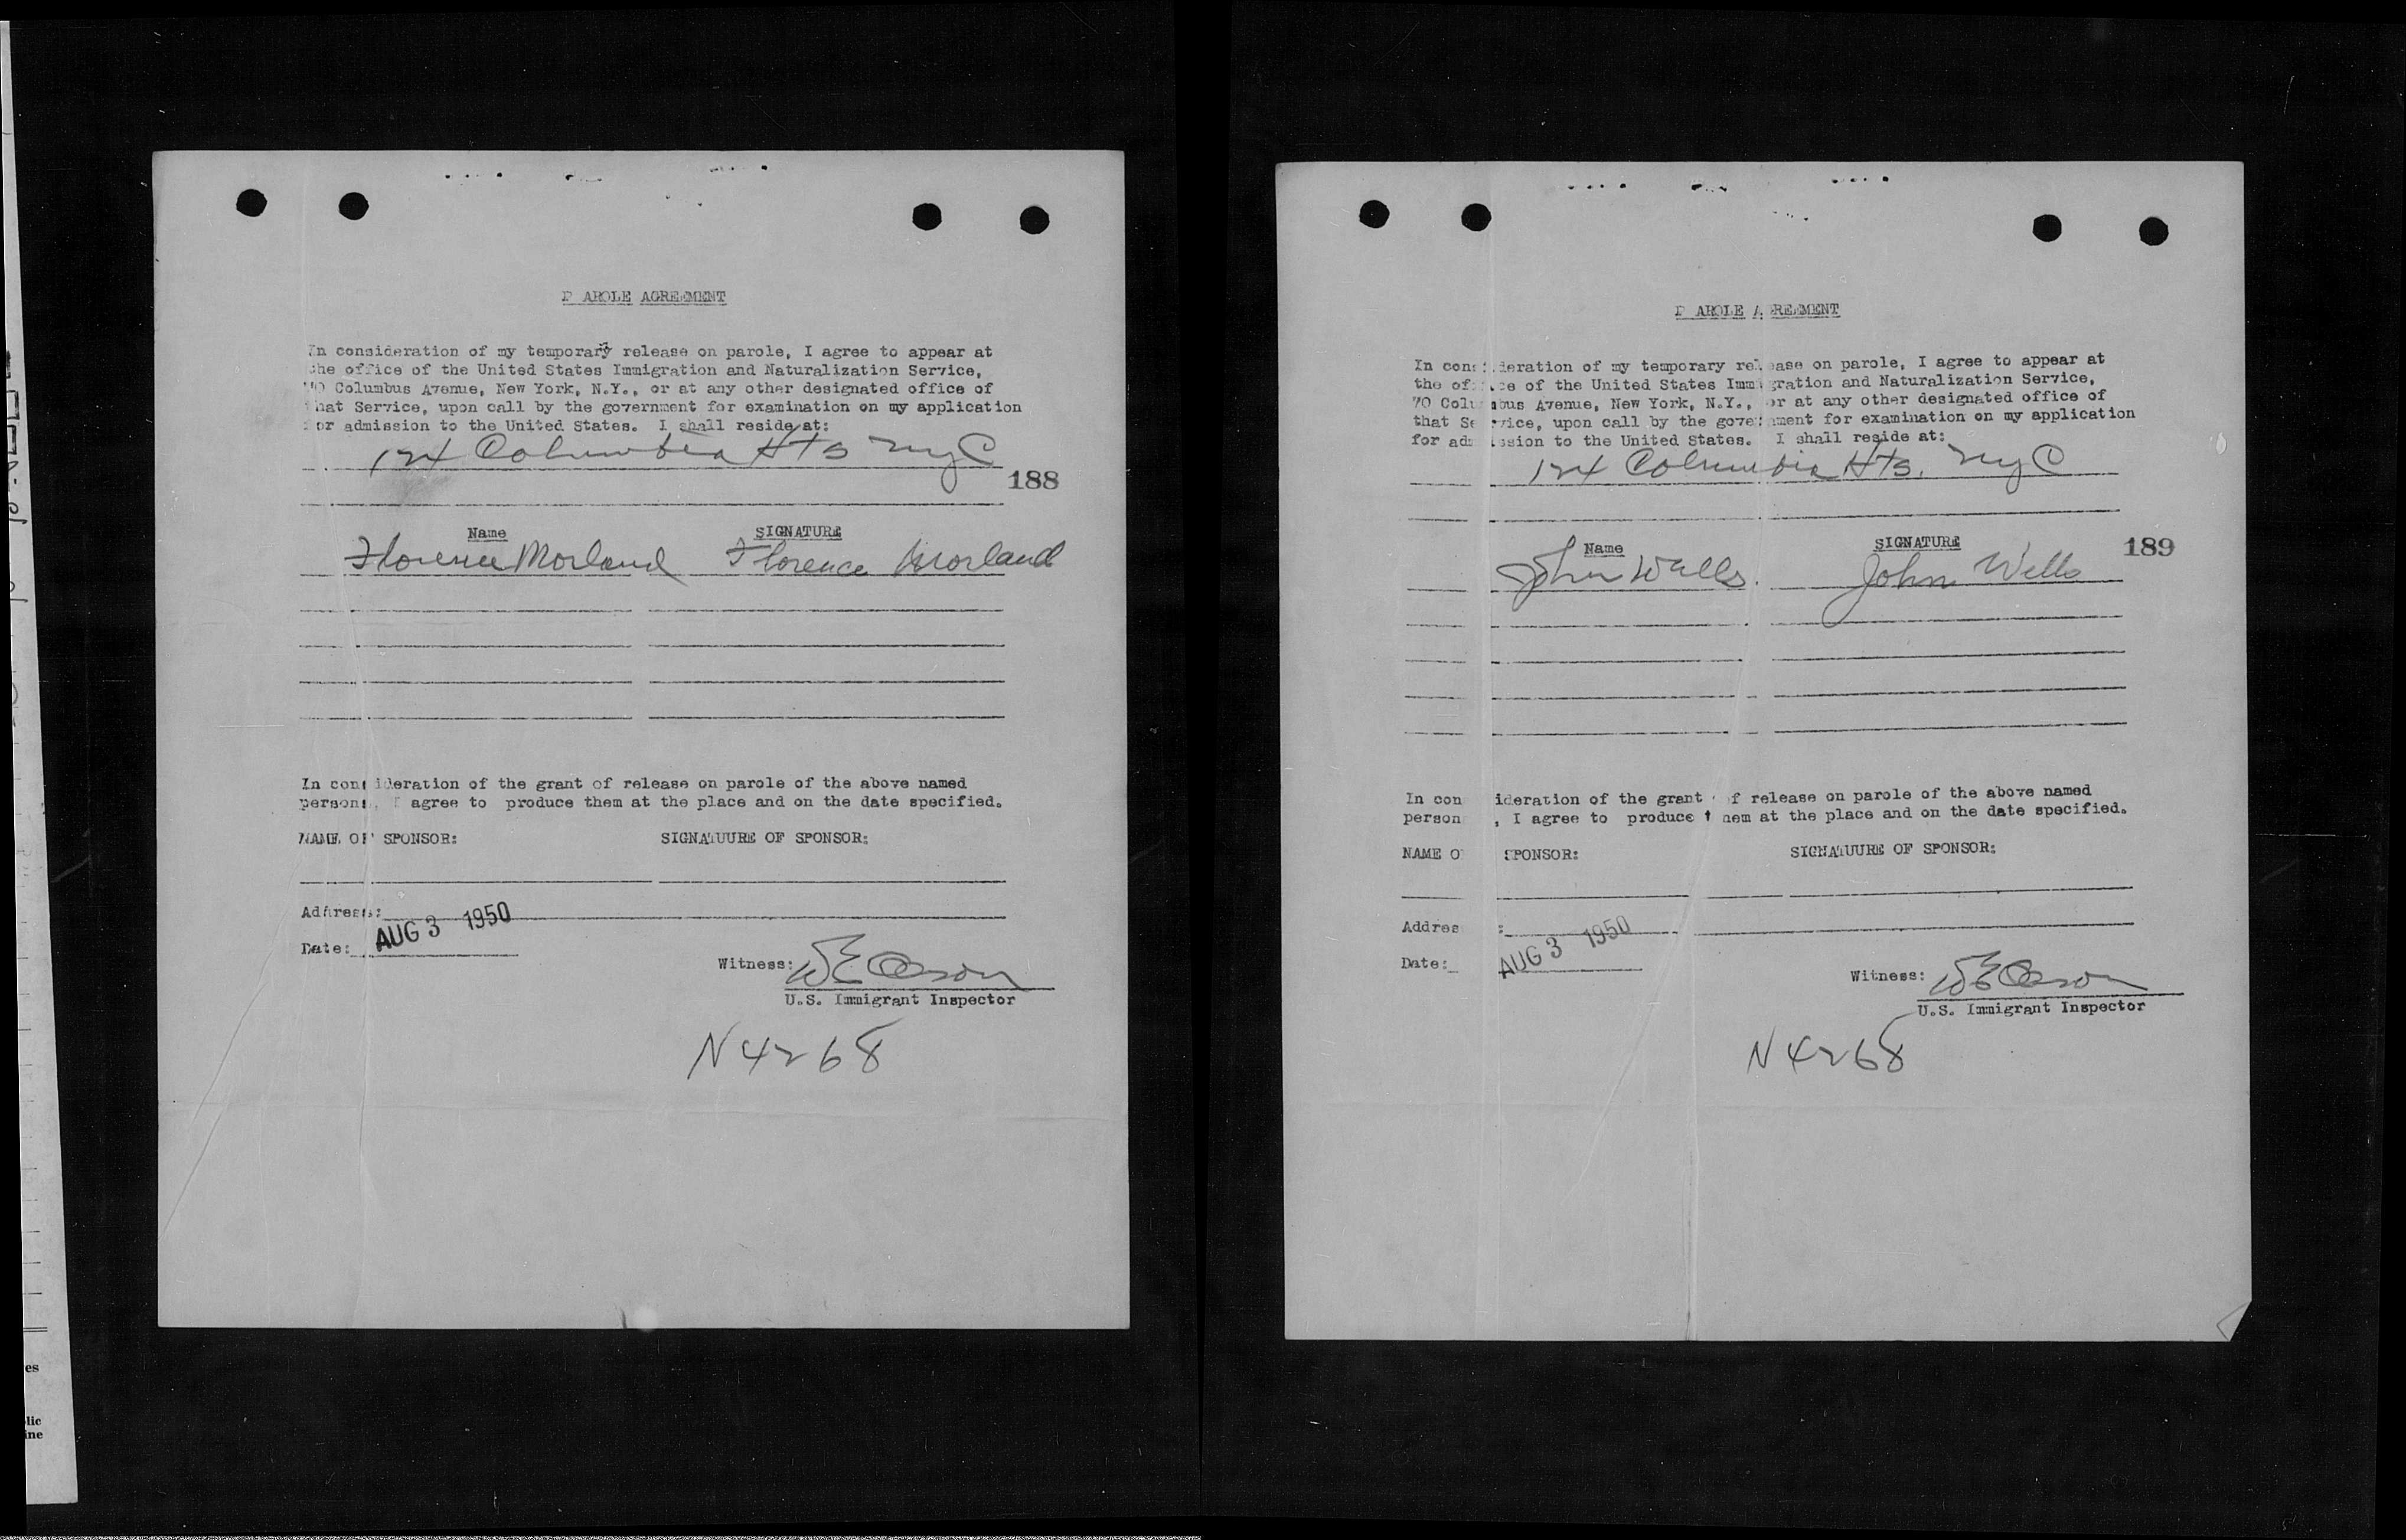 P AROLE AGREEMENT
In consideration of my temporary release on parole, I agree to appear at
the office of the United States Immigration and Naturalization Service,
70 Columbus Avenue, New York, N.Y., or at any other designated office of
that Service, upon call by the government for examination on my application
for admission to the United States. I shall reside at:
124 Columbia Hts NYC
188
Name SIGNATURE
Florence Morland Florence Morland
In consideration of the grant of release on parole of the above named
persons, I agree to produce them at the place and on the date specified.
NAME OF SPONSOR: SIGNATUURE OF SPONSOR:
Address:
Date: AUG 3 1950
Witness:
U.S. Immigrant Inspector
N4268
P AROLE AGREEMENT
In consideration of my temporary release on parole, I agree to appear at
the office of the United States Immigration and Naturalization Service,
70 Columbus Avenue, New York, N.Y., or at any other designated office of
that Service, upon call by the government for examination on my application
for admission to the United States. I shall reside at:
124 Columbia Hts. NYC
Name SIGNATURE 189
John Wells. John Wells
In consideration of the grant of release on parole of the above named
persons, I agree to produce them at the place and on the date specified.
NAME OF SPONSOR: SIGNATUURE OF SPONSOR:
Address:
Date: AUG 3 1950
Witness:
U.S. Immigrant Inspector
N4268
es
lic
ine